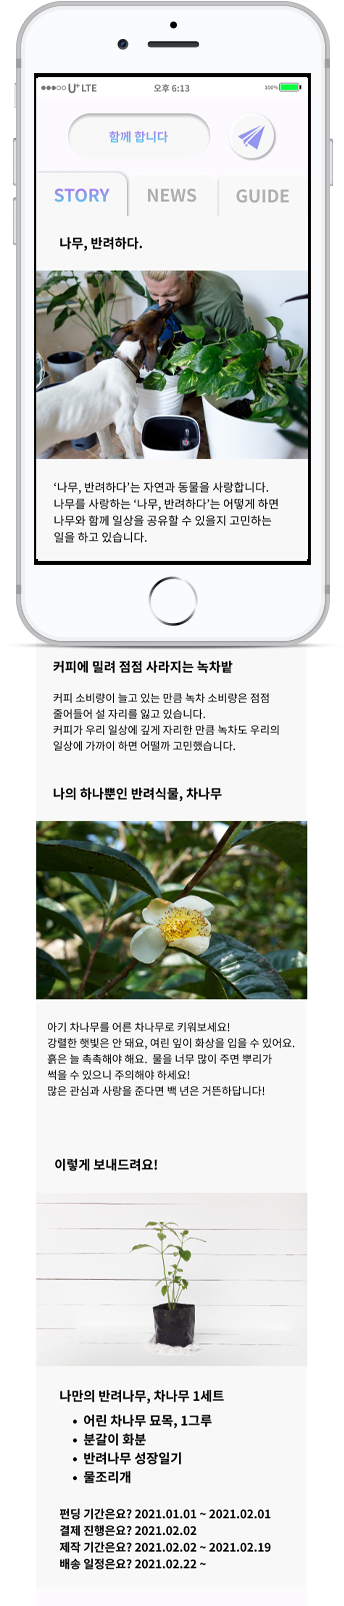 U+ LTE 오후 6:13 100%
함께 합니다
STORY NEWS GUIDE
나무, 반려하다.
‘나무, 반려하다’는 자연과 동물을 사랑합니다.
나무를 사랑하는 ‘나무, 반려하다’는 어떻게 하면
나무와 함께 일상을 공유할 수 있을지 고민하는
일을 하고 있습니다.
커피에 밀려 점점 사라지는 녹차밭
커피 소비량이 늘고 있는 만큼 녹차 소비량은 점점
줄어들어 설 자리를 잃고 있습니다.
커피가 우리 일상에 깊게 자리한 만큼 녹차도 우리의
일상에 가까이 하면 어떨까 고민했습니다.
나의 하나뿐인 반려식물, 차나무
아기 차나무를 어른 차나무로 키워보세요!
강렬한 햇빛은 안 돼요, 여린 잎이 화상을 입을 수 있어요.
흙은 늘 촉촉해야 해요. 물을 너무 많이 주면 뿌리가
썩을 수 있으니 주의해야 하세요!
많은 관심과 사랑을 준다면 백 년은 거뜬하답니다!
이렇게 보내드려요!
나만의 반려나무, 차나무 1세트
• 어린 차나무 묘목, 1그루
• 분갈이 화분
• 반려나무 성장일기
• 물조리개
펀딩 기간은요? 2021.01.01 ~ 2021.02.01
결제 진행은요? 2021.02.02
제작 기간은요? 2021.02.02 ~ 2021.02.19
배송 일정은요? 2021.02.22 ~